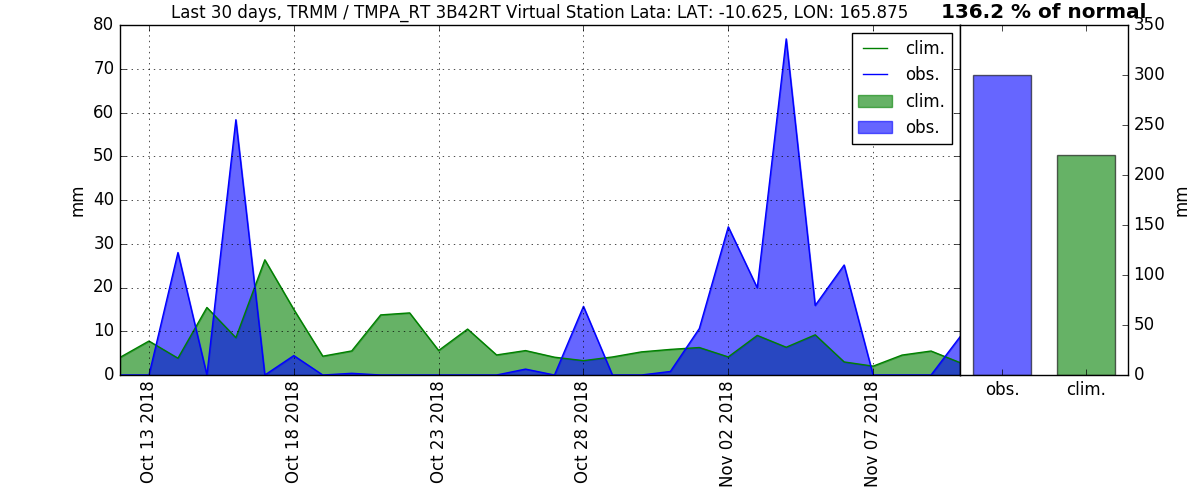 Last 30 days, TRMM / TMPA_RT 3B42RT Virtual Station Lata: LAT: -10.625, LON: 165.875
136.2 % of normal
clim.
obs.
clim.
obs.
mm
80
70
60
50
40
30
20
10
0
Oct 13 2018
Oct 18 2018
Oct 23 2018
Oct 28 2018
Nov 02 2018
Nov 07 2018
350
300
250
200
150
100
50
0
mm
obs.
clim.